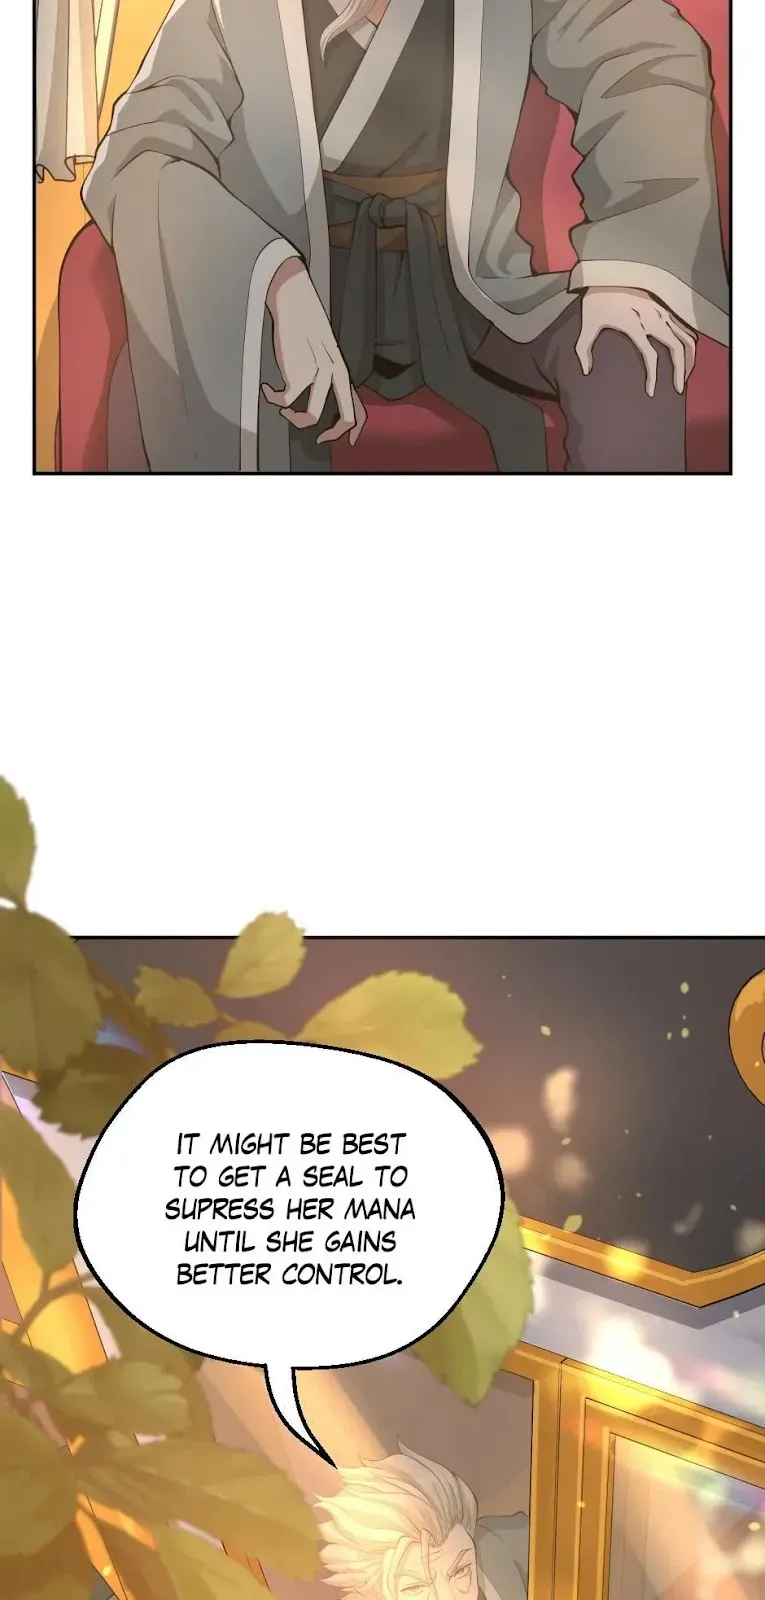 IT MIGHT BE BEST
TO GET A SEAL TO
SUPRESS HER MANA
UNTIL SHE GAINS
BETTER CONTROL.